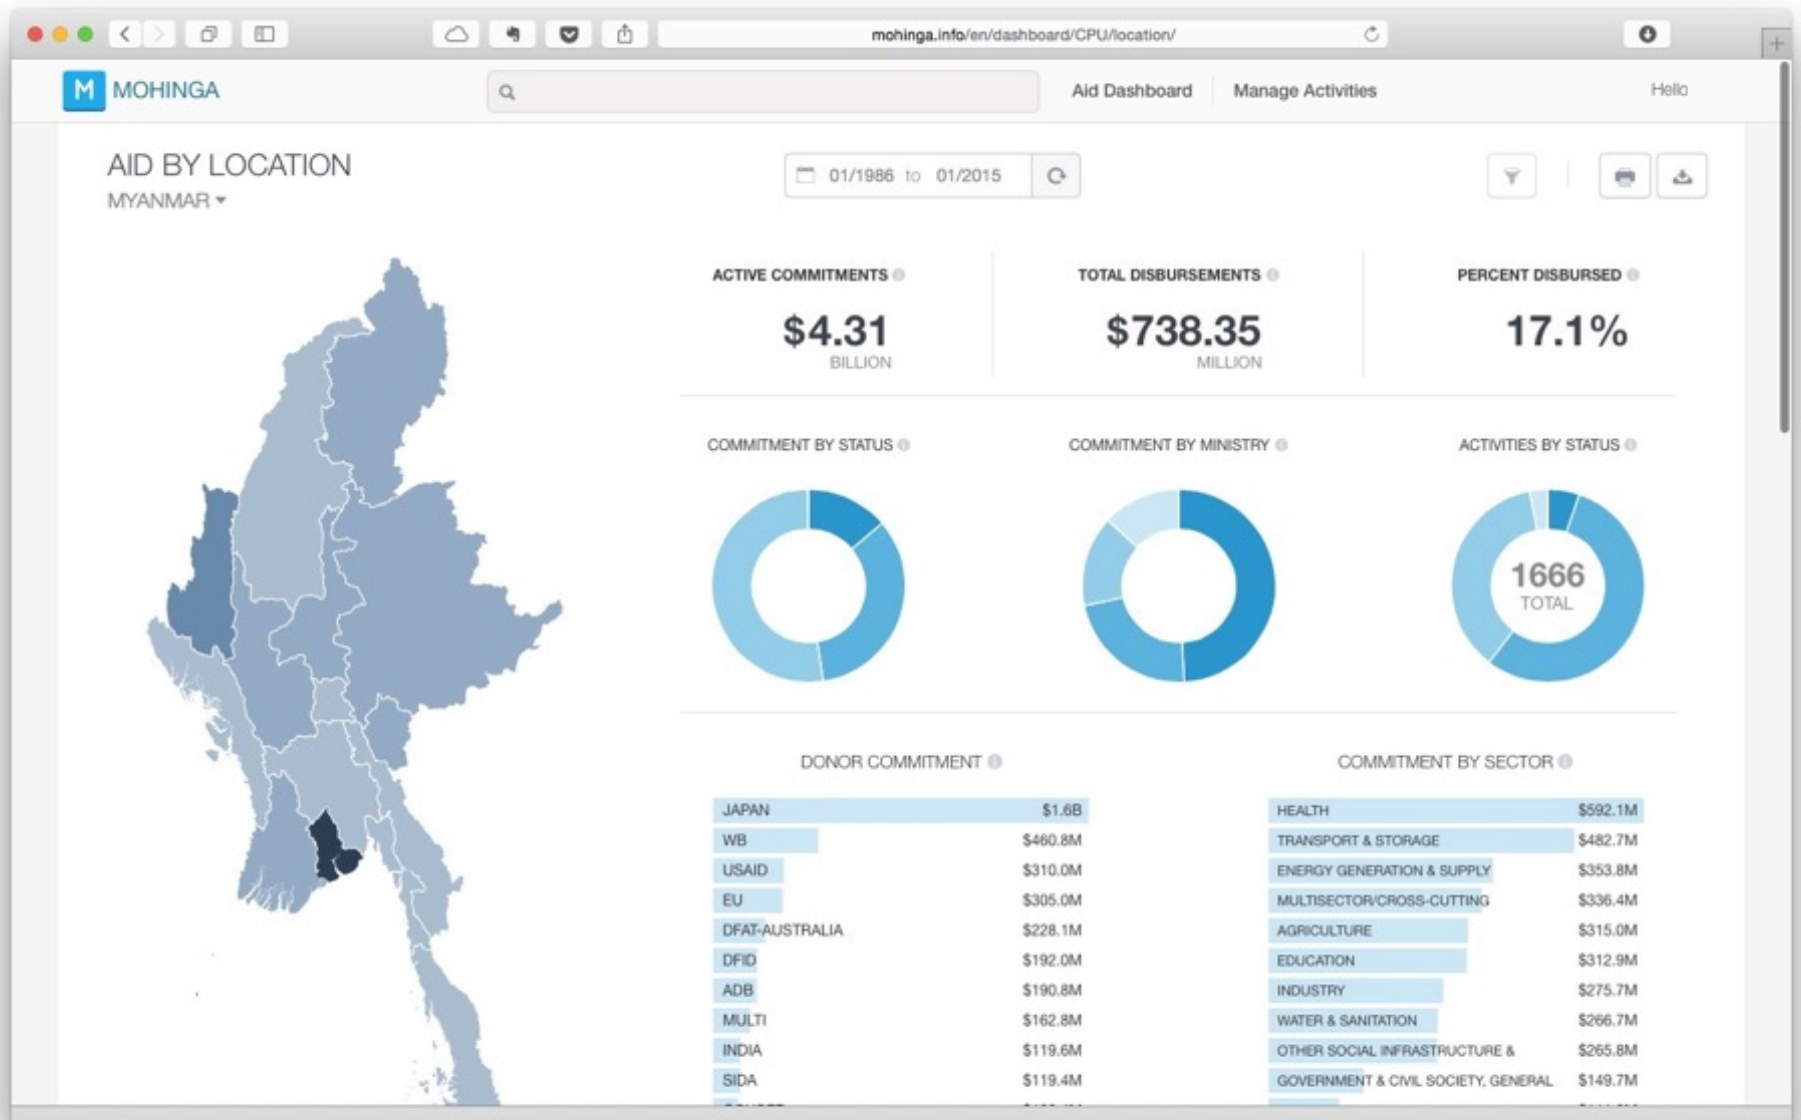 mohinga.info/en/dashboard/CPU/location/
M MOHINGA
Aid Dashboard
Manage Activities
Hello
AID BY LOCATION
MYANMAR
01/1986 to 01/2015
ACTIVE COMMITMENTS
$4.31
BILLION
TOTAL DISBURSEMENTS
$738.35
MILLION
PERCENT DISBURSED
17.1%
COMMITMENT BY STATUS
COMMITMENT BY MINISTRY
ACTIVITIES BY STATUS
1666
TOTAL
DONOR COMMITMENT
JAPAN $1.6B
WB $460.8M
USAID $310.0M
EU $305.0M
DFAT-AUSTRALIA $228.1M
DFID $192.0M
ADB $190.8M
MULTI $162.8M
INDIA $119.6M
SIDA $119.4M
COMMITMENT BY SECTOR
HEALTH $592.1M
TRANSPORT & STORAGE $482.7M
ENERGY GENERATION & SUPPLY $353.8M
MULTISECTOR/CROSS-CUTTING $336.4M
AGRICULTURE $315.0M
EDUCATION $312.9M
INDUSTRY $275.7M
WATER & SANITATION $266.7M
OTHER SOCIAL INFRASTRUCTURE & $265.8M
GOVERNMENT & CIVIL SOCIETY, GENERAL $149.7M